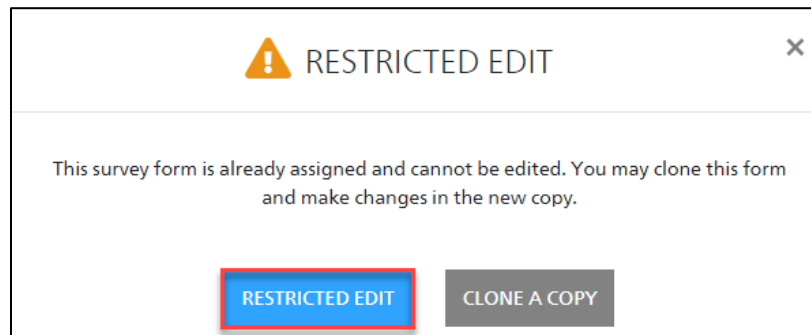 RESTRICTED EDIT
×
This survey form is already assigned and cannot be edited. You may clone this form
and make changes in the new copy.
RESTRICTED EDIT CLONE A COPY